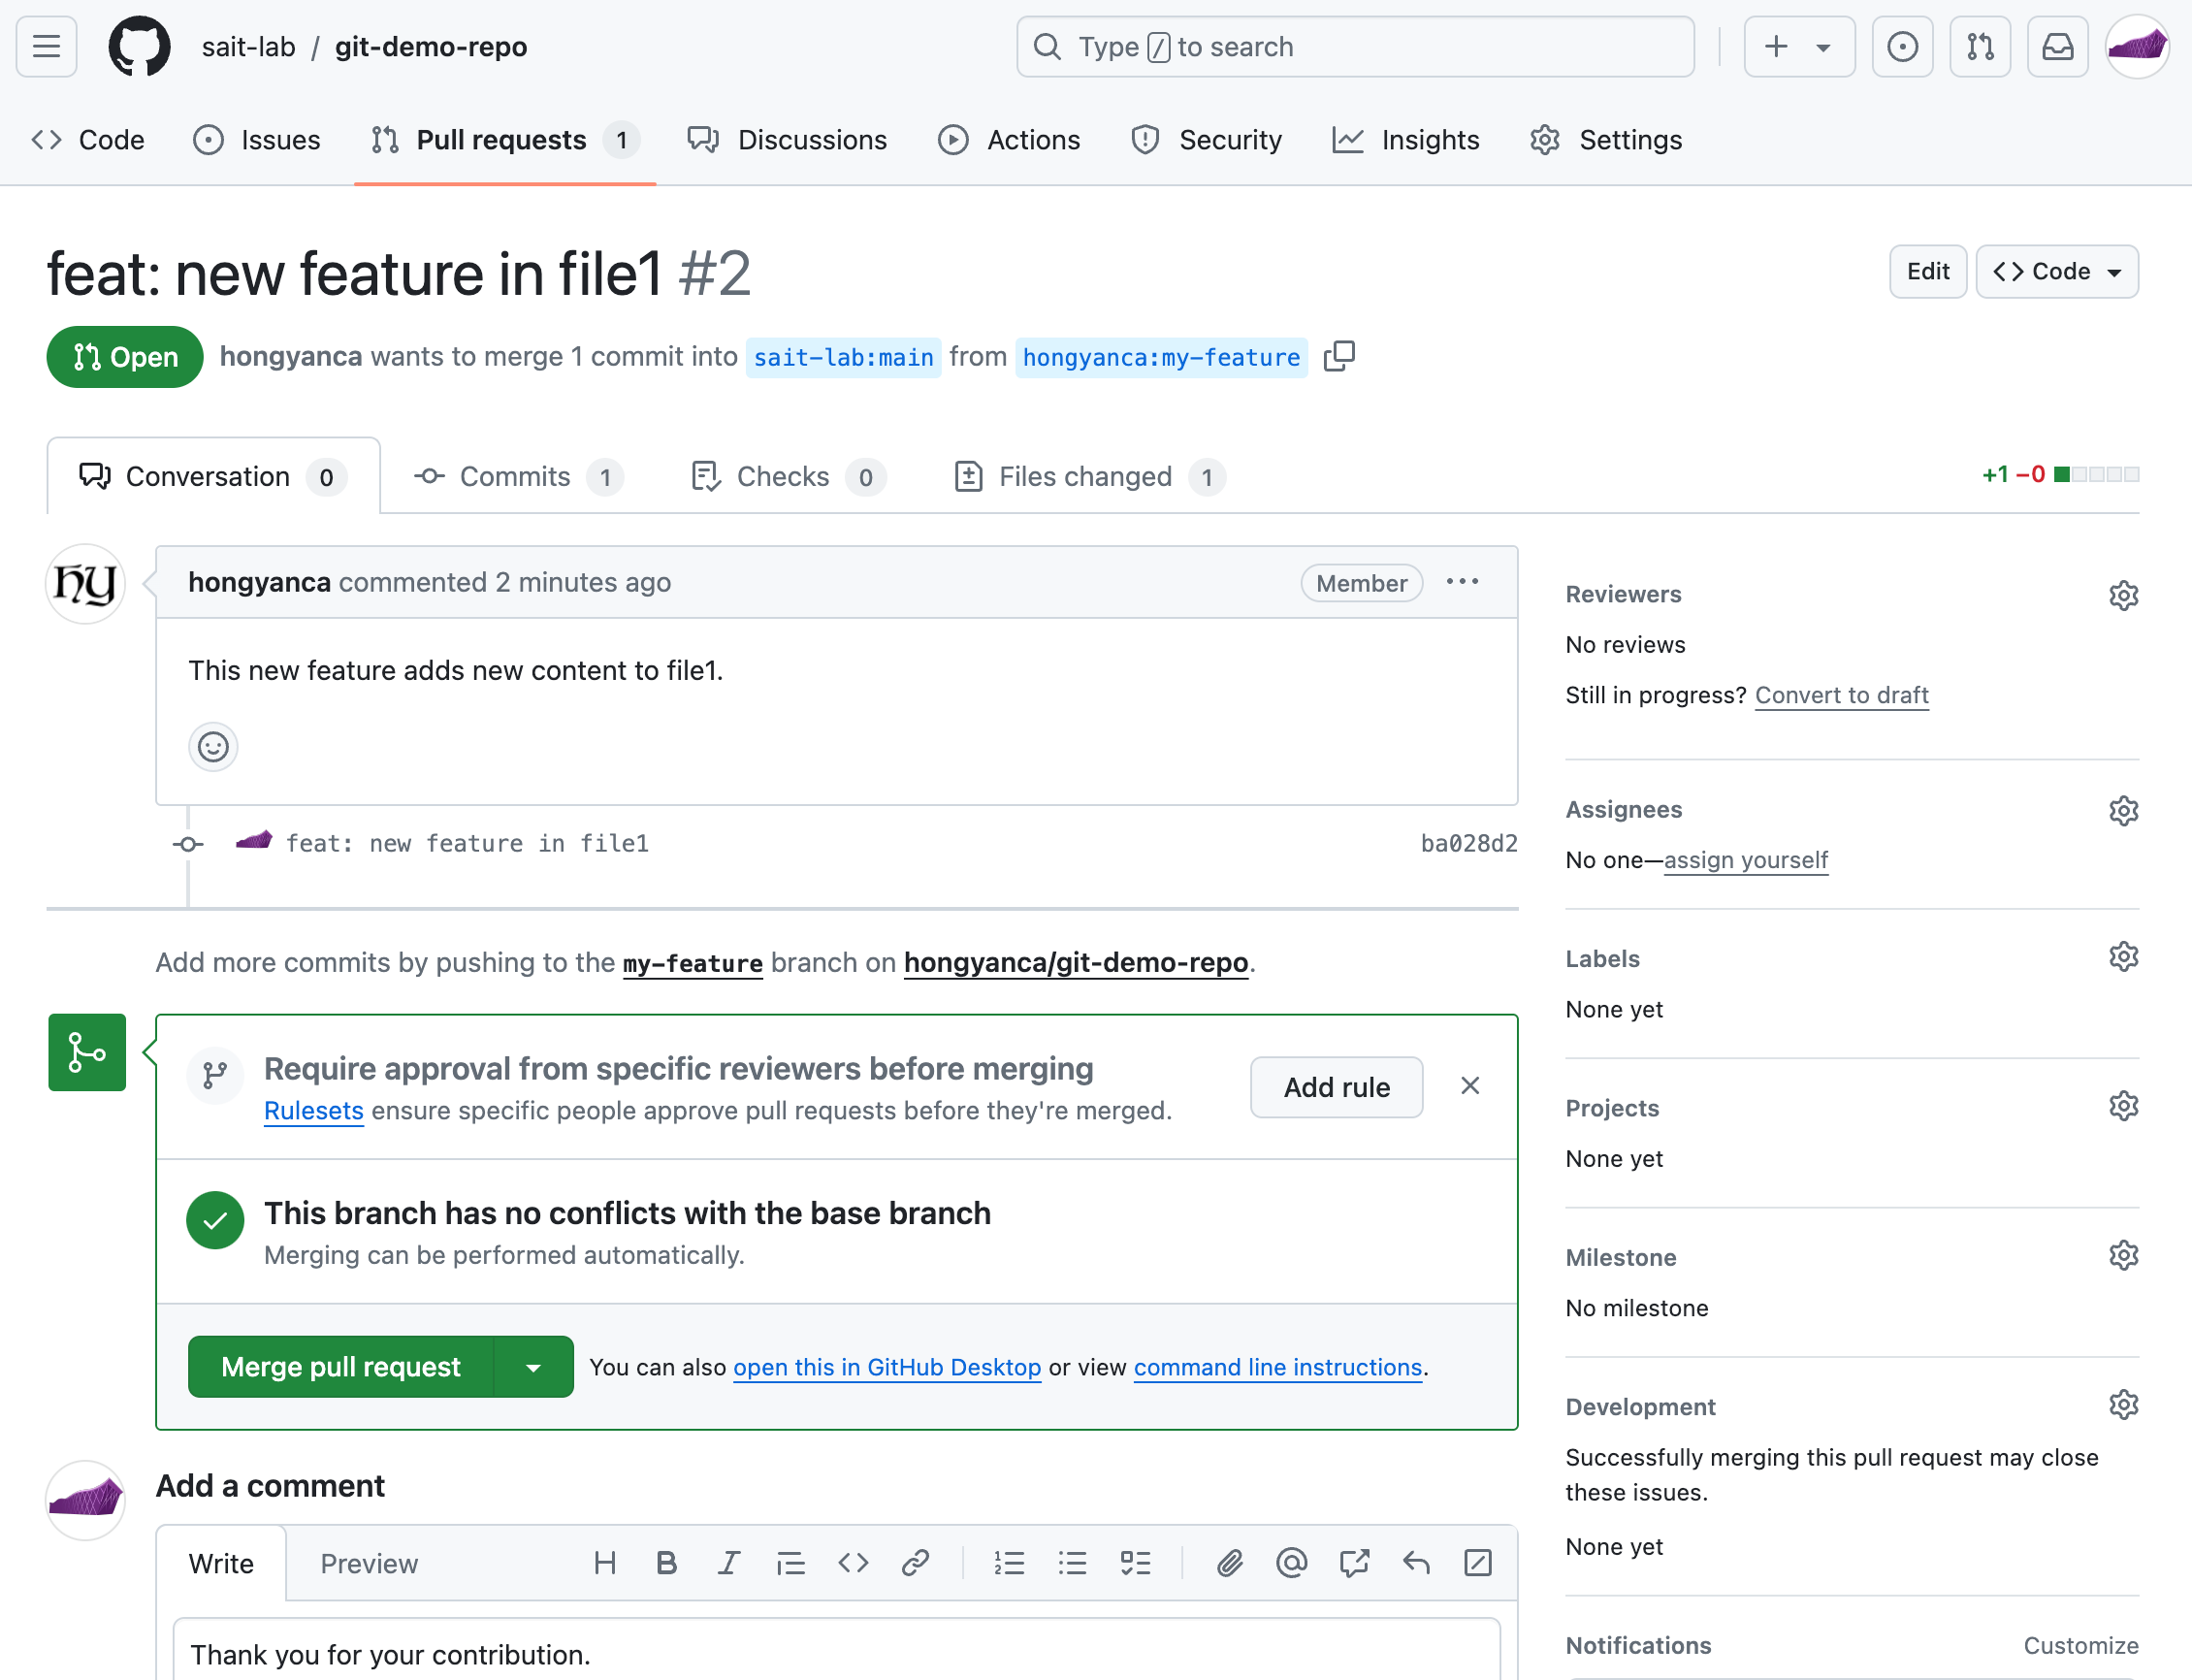 sait-lab / git-demo-repo
Type / to search
Code Issues Pull requests 1 Discussions Actions Security Insights Settings
feat: new feature in file1 #2
Edit Code
Open hongyanca wants to merge 1 commit into sait-lab:main from hongyanca:my-feature
Conversation 0 Commits 1 Checks 0 Files changed 1 +1 −0
hy
hongyanca commented 2 minutes ago Member
This new feature adds new content to file1.
feat: new feature in file1 ba028d2
Add more commits by pushing to the my-feature branch on hongyanca/git-demo-repo.
Require approval from specific reviewers before merging
Rulesets ensure specific people approve pull requests before they're merged.
Add rule
This branch has no conflicts with the base branch
Merging can be performed automatically.
Merge pull request You can also open this in GitHub Desktop or view command line instructions.
Add a comment
Write Preview
Thank you for your contribution.
Reviewers
No reviews
Still in progress? Convert to draft
Assignees
No one—assign yourself
Labels
None yet
Projects
None yet
Milestone
No milestone
Development
Successfully merging this pull request may close
these issues.
None yet
Notifications Customize